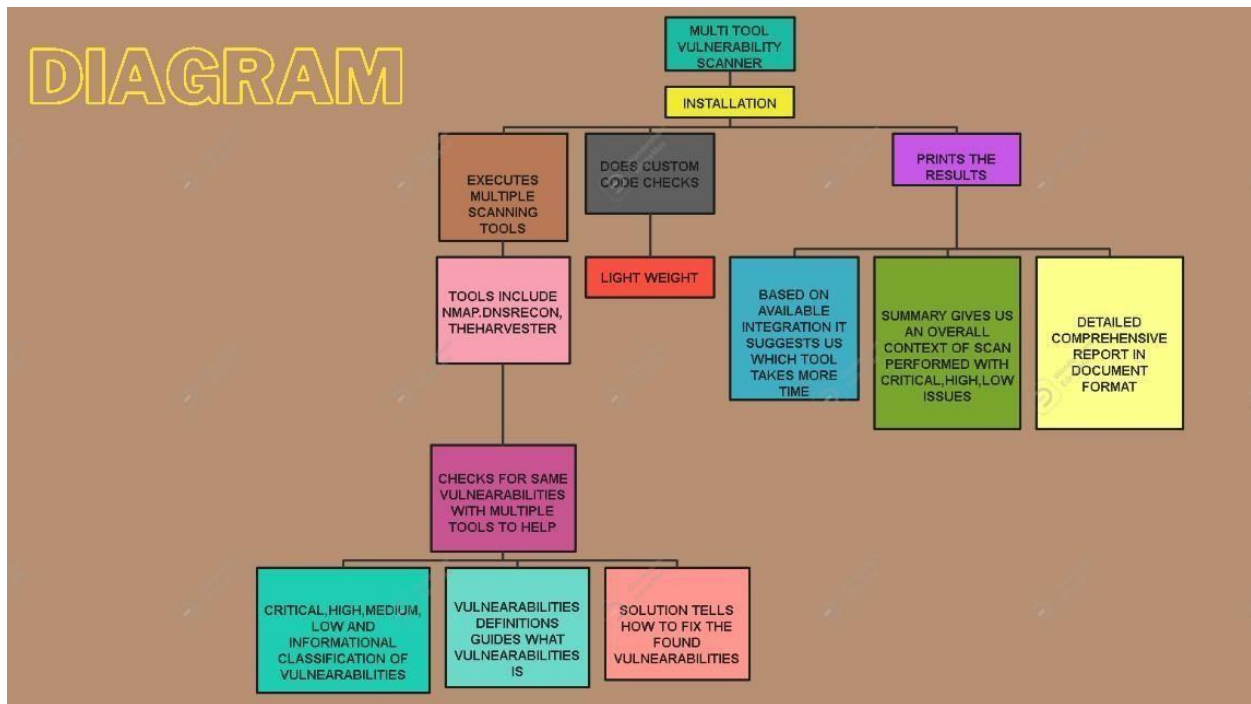 DIAGRAM
MULTI TOOL
VULNERABILITY
SCANNER
INSTALLATION
EXECUTES
MULTIPLE
SCANNING
TOOLS
DOES CUSTOM
CODE CHECKS
PRINTS THE
RESULTS
TOOLS INCLUDE
NMAP,DNSRECON,
THEHARVESTER
LIGHT WEIGHT
BASED ON
AVAILABLE
INTEGRATION IT
SUGGESTS US
WHICH TOOL
TAKES MORE
TIME
SUMMARY GIVES US
AN OVERALL
CONTEXT OF SCAN
PERFORMED WITH
CRITICAL,HIGH,LOW
ISSUES
DETAILED
COMPREHENSIVE
REPORT IN
DOCUMENT
FORMAT
CHECKS FOR SAME
VULNEARABILITIES
WITH MULTIPLE
TOOLS TO HELP
CRITICAL,HIGH,MEDIUM,
LOW AND
INFORMATIONAL
CLASSIFICATION OF
VULNEARABILITIES
VULNEARABILITIES
DEFINITIONS
GUIDES WHAT
VULNEARABILITIES
IS
SOLUTION TELLS
HOW TO FIX THE
FOUND
VULNEARABILITIES